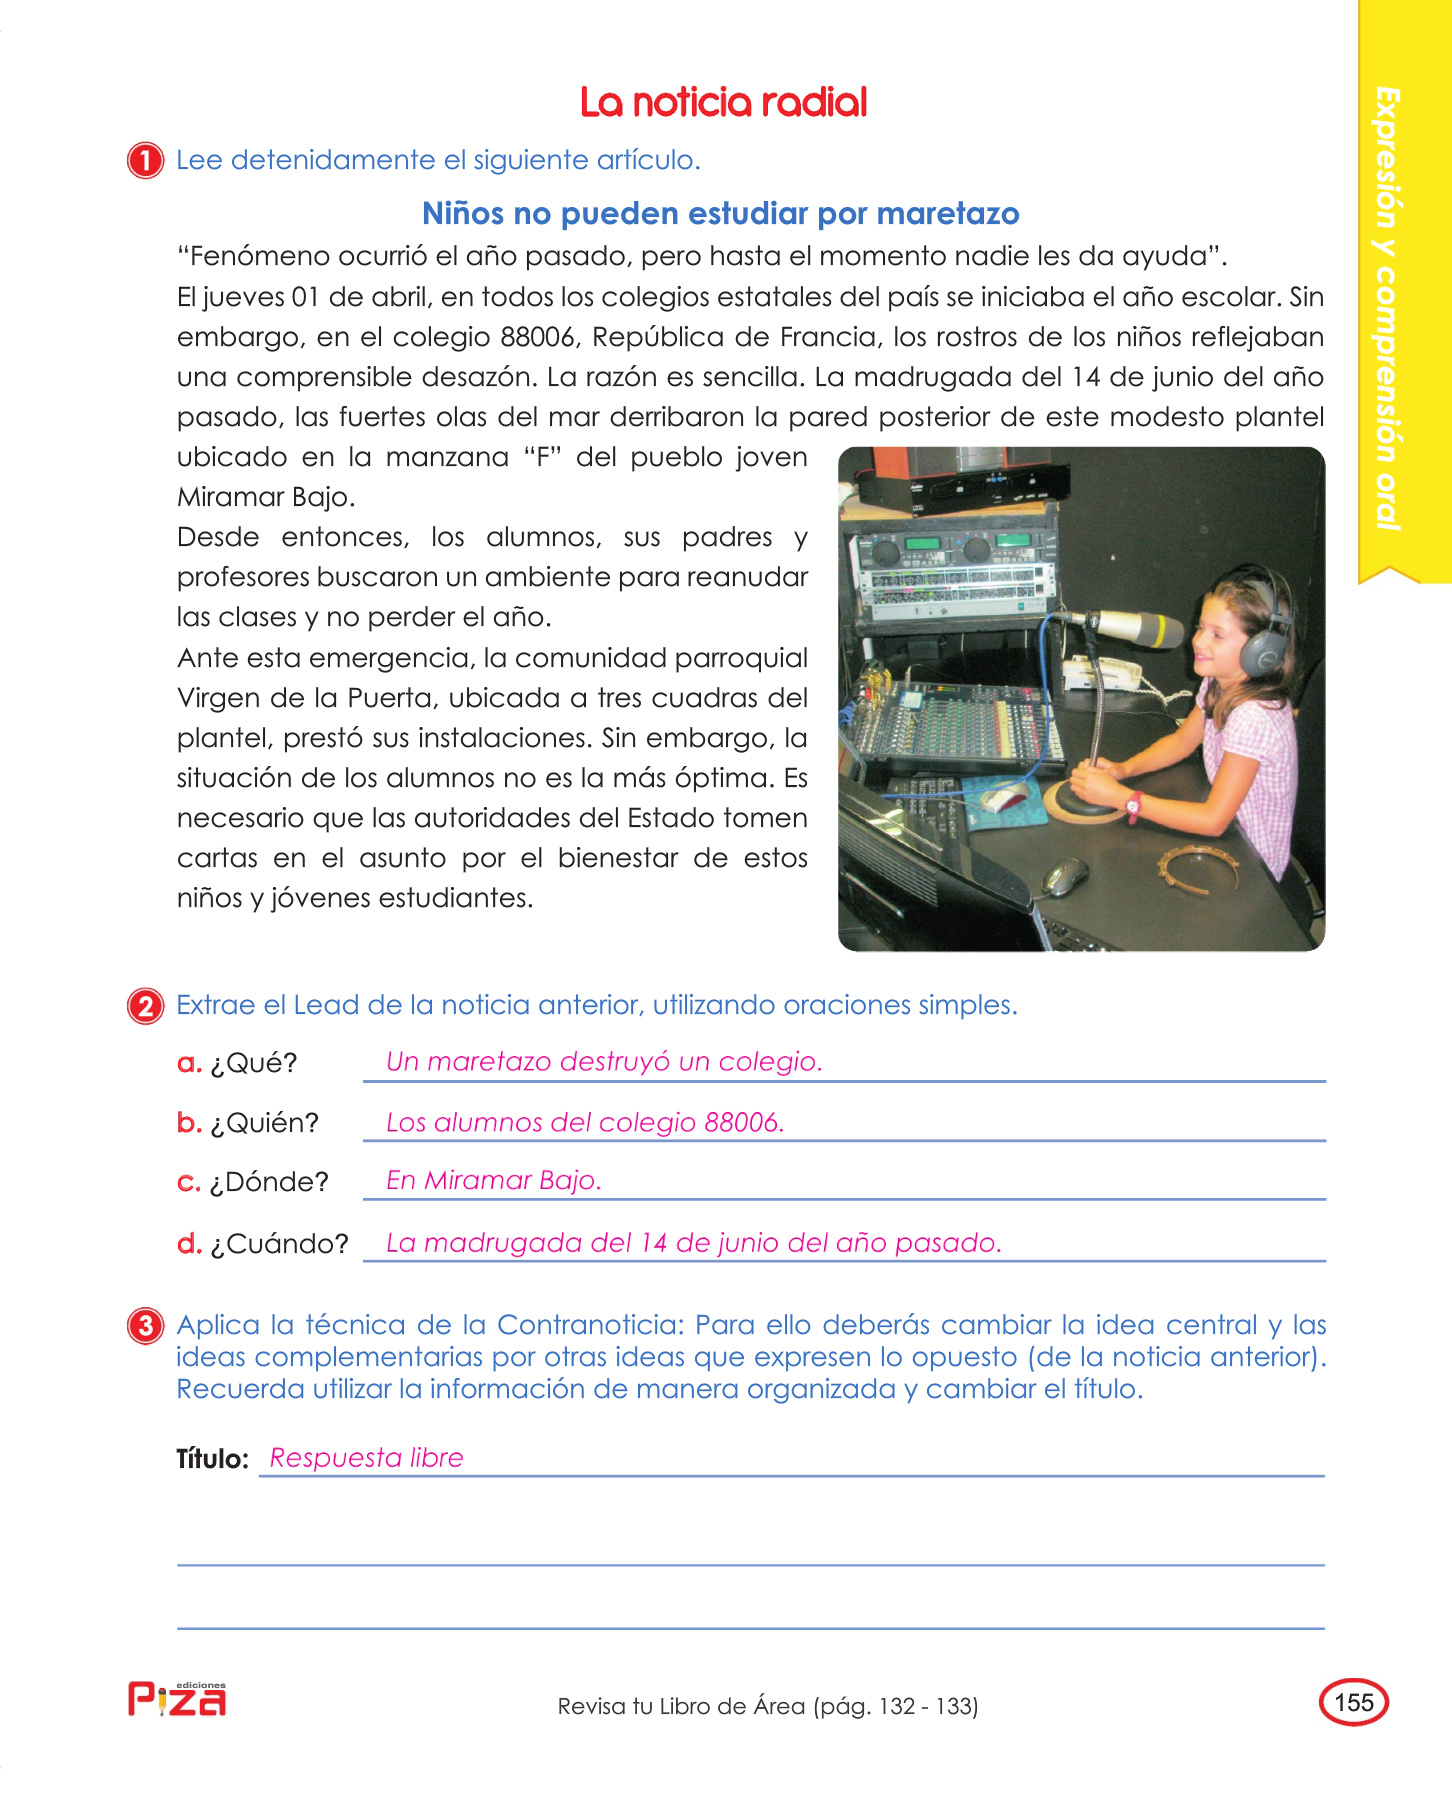 La noticia radial
1 Lee detenidamente el siguiente artículo.
Niños no pueden estudiar por maretazo
“Fenómeno ocurrió el año pasado, pero hasta el momento nadie les da ayuda”.
El jueves 01 de abril, en todos los colegios estatales del país se iniciaba el año escolar. Sin
embargo, en el colegio 88006, República de Francia, los rostros de los niños reflejaban
una comprensible desazón. La razón es sencilla. La madrugada del 14 de junio del año
pasado, las fuertes olas del mar derribaron la pared posterior de este modesto plantel
ubicado en la manzana “F” del pueblo joven
Miramar Bajo.
Desde entonces, los alumnos, sus padres y
profesores buscaron un ambiente para reanudar
las clases y no perder el año.
Ante esta emergencia, la comunidad parroquial
Virgen de la Puerta, ubicada a tres cuadras del
plantel, prestó sus instalaciones. Sin embargo, la
situación de los alumnos no es la más óptima. Es
necesario que las autoridades del Estado tomen
cartas en el asunto por el bienestar de estos
niños y jóvenes estudiantes.
2 Extrae el Lead de la noticia anterior, utilizando oraciones simples.
a. ¿Qué? Un maretazo destruyó un colegio.
b. ¿Quién? Los alumnos del colegio 88006.
c. ¿Dónde? En Miramar Bajo.
d. ¿Cuándo? La madrugada del 14 de junio del año pasado.
3 Aplica la técnica de la Contranoticia: Para ello deberás cambiar la idea central y las
ideas complementarias por otras ideas que expresen lo opuesto (de la noticia anterior).
Recuerda utilizar la información de manera organizada y cambiar el título.
Título: Respuesta libre
ediciones
Piza
Revisa tu Libro de Área (pág. 132 - 133)
155
Expresión y comprensión oral